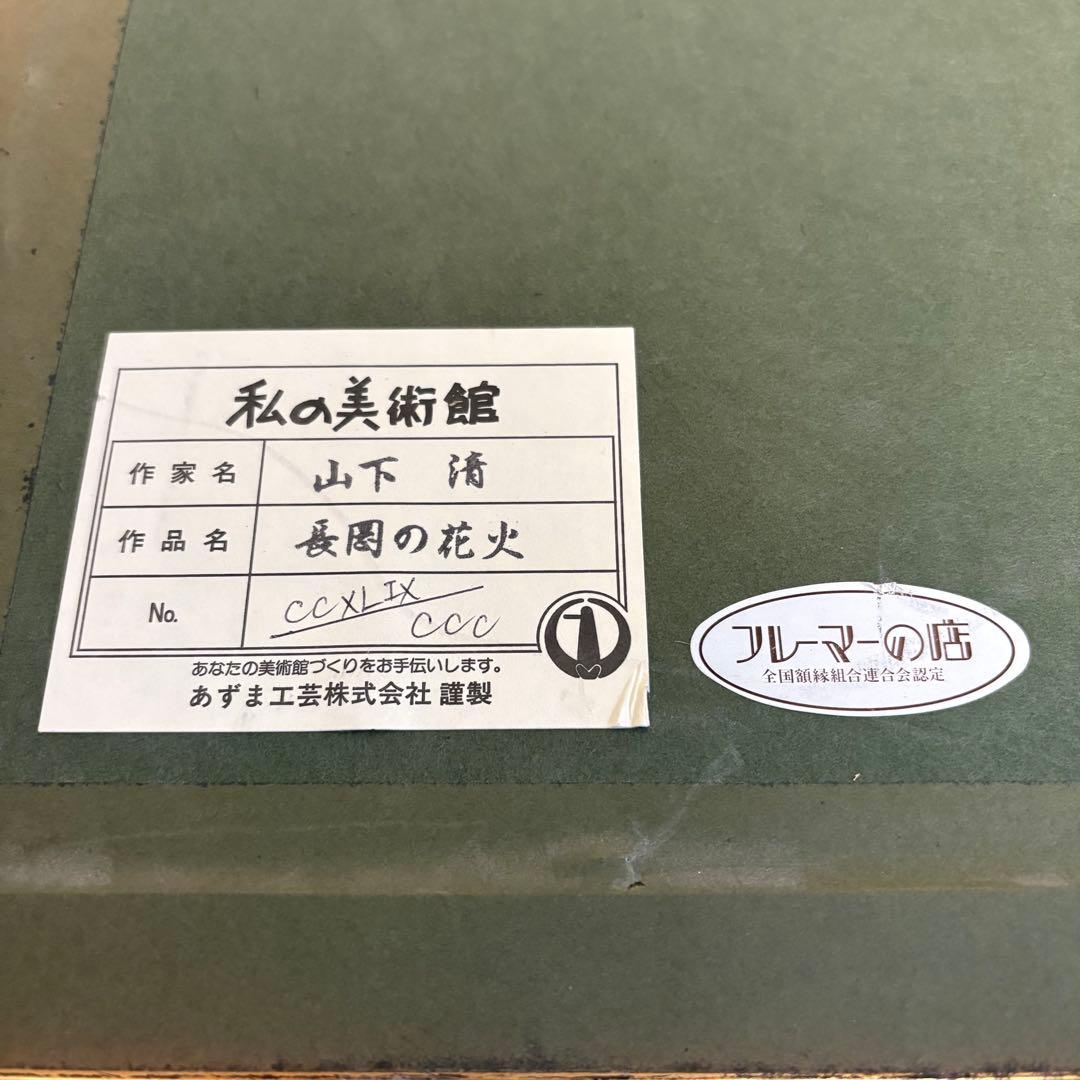 私の美術館
作家名 山下 清
作品名 長岡の花火
No. CCXLIX/CCC
あなたの美術館づくりをお手伝いします。
あずま工芸株式会社 謹製
フレーマーの店
全国額縁組合連合会認定